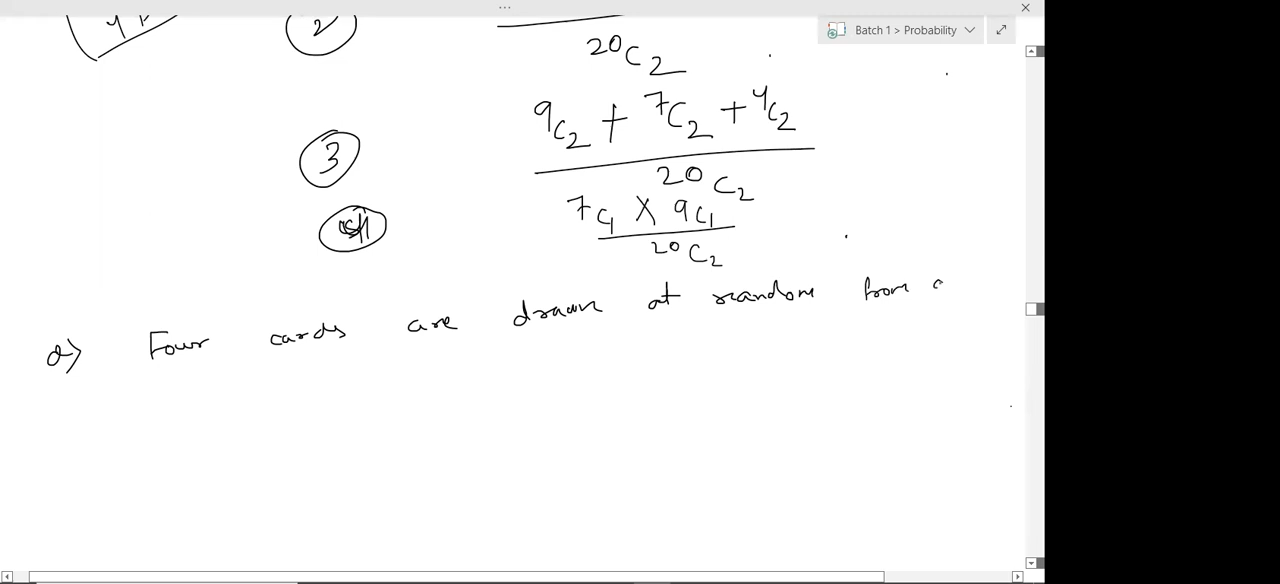 Batch 1 > Probability
2
20C2
9C2 + 7C2 + 4C2
3
20C2
7C1 X 9C1
20C2
Q) Four cards are drawn at random from a